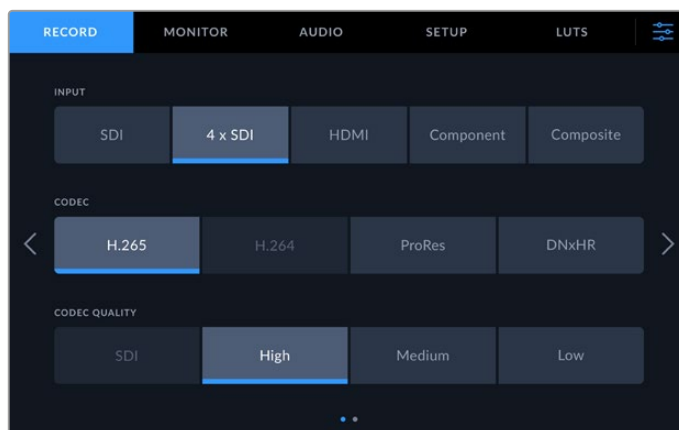 RECORD MONITOR AUDIO SETUP LUTS
INPUT
SDI 4 x SDI HDMI Component Composite
CODEC
H.265 H.264 ProRes DNxHR
CODEC QUALITY
SDI High Medium Low